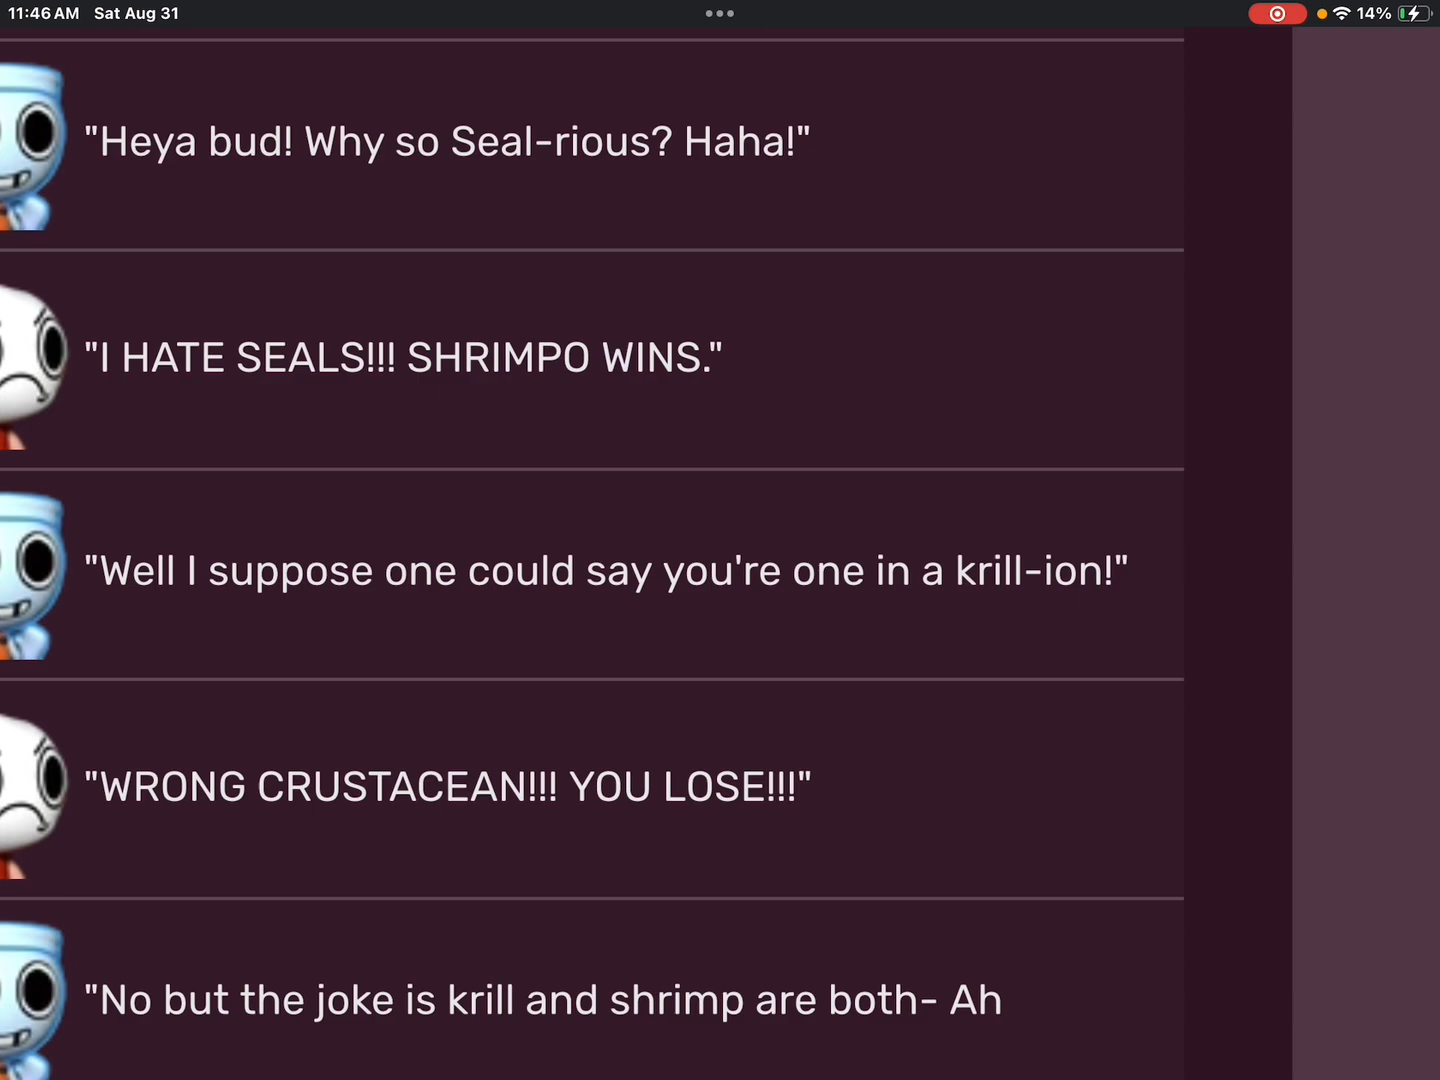 11:46 AM Sat Aug 31 14%
"Heya bud! Why so Seal-rious? Haha!"
"I HATE SEALS!!! SHRIMPO WINS."
"Well I suppose one could say you're one in a krill-ion!"
"WRONG CRUSTACEAN!!! YOU LOSE!!!"
"No but the joke is krill and shrimp are both- Ah